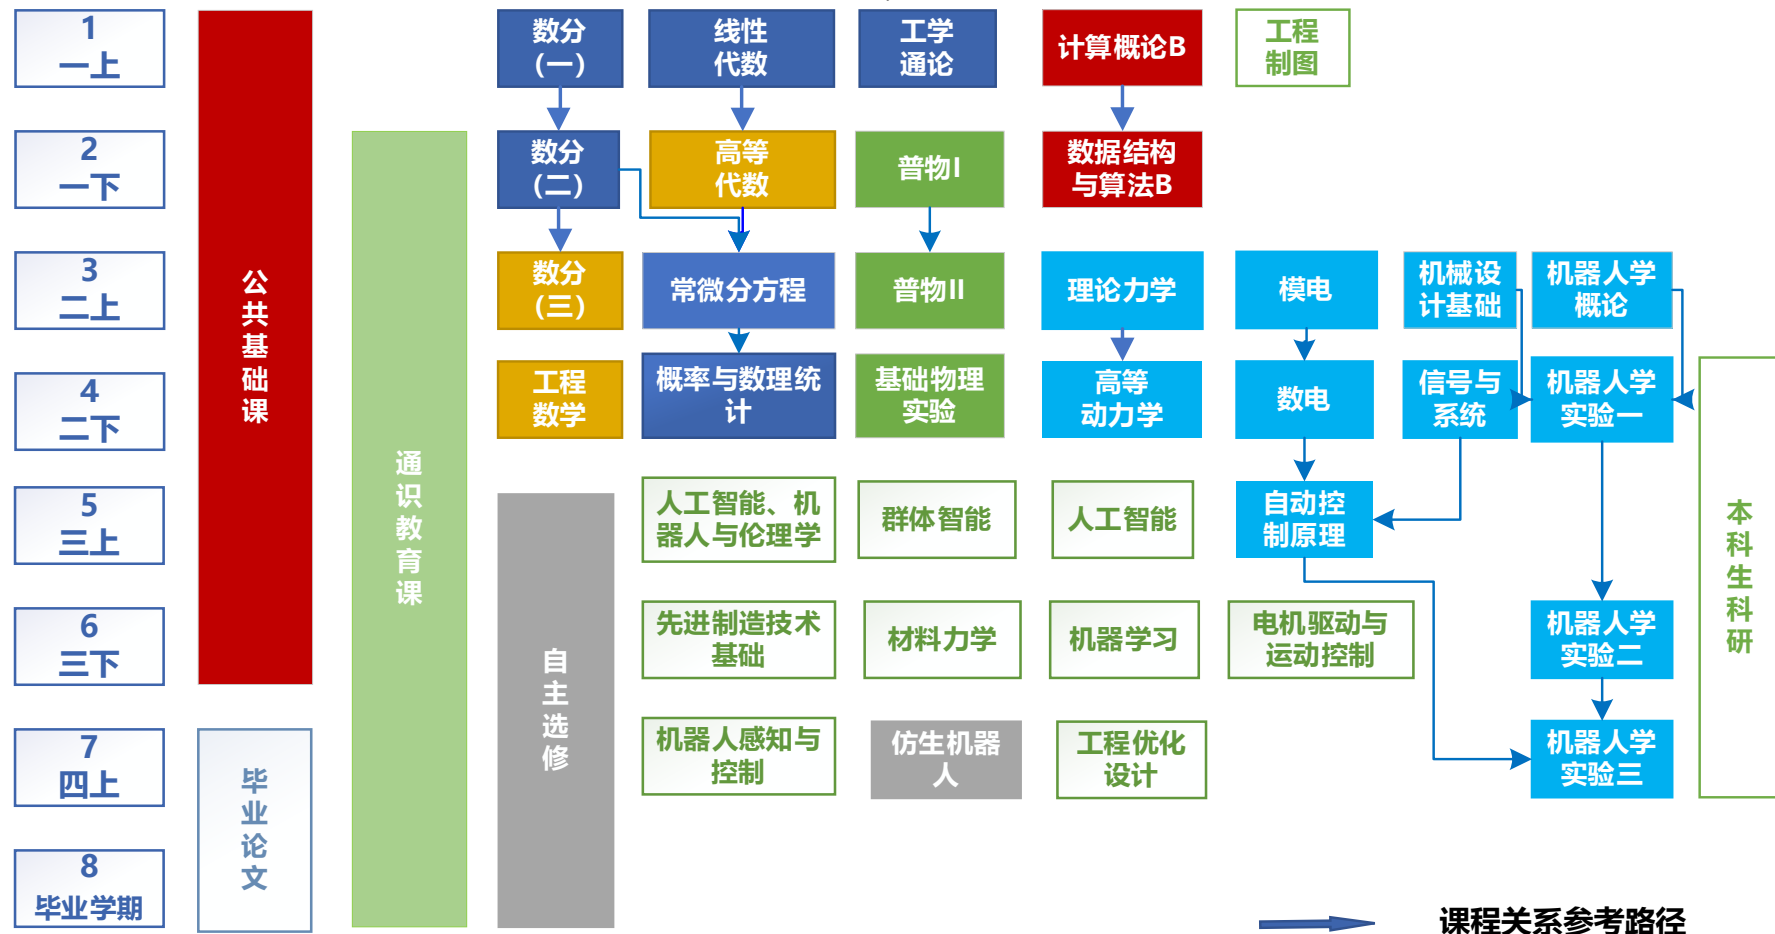 1
一上
数分
（一）
线性
代数
工学
通论
计算概论B
工程
制图
2
一下
数分
（二）
高等
代数
普物I
数据结构
与算法B
3
二上
数分
（三）
常微分方程
普物II
理论力学
模电
机械设
计基础
机器人学
概论
4
二下
工程
数学
概率与数理统
计
基础物理
实验
高等
动力学
数电
信号与
系统
机器人学
实验一
5
三上
人工智能、机
器人与伦理学
群体智能
人工智能
自动控
制原理
6
三下
先进制造技术
基础
材料力学
机器学习
电机驱动与
运动控制
机器人学
实验二
7
四上
机器人感知与
控制
仿生机器
人
工程优化
设计
机器人学
实验三
8
毕业学期
公共基础课
毕业论文
通识教育课
自主选修
本科生科研
课程关系参考路径